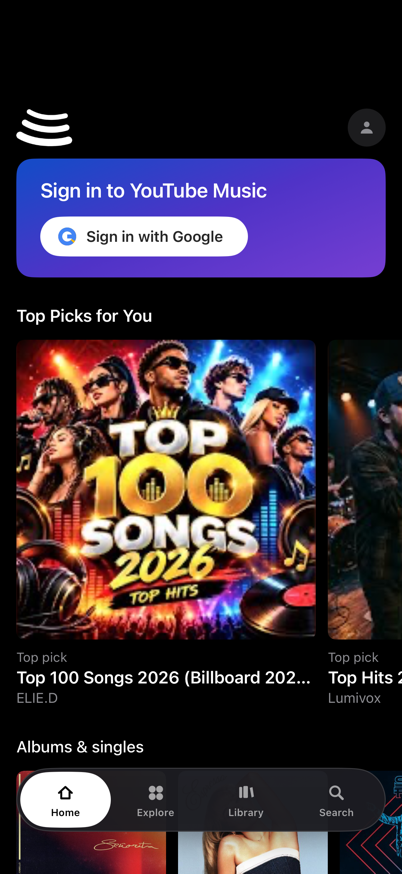 Sign in to YouTube Music
Sign in with Google
Top Picks for You
TOP
100
SONGS
2026
TOP HITS
Top pick
Top 100 Songs 2026 (Billboard 202...
ELIE.D
Top pick
Top Hits 2
Lumivox
Albums & singles
Señorita
Home
Explore
Library
Search